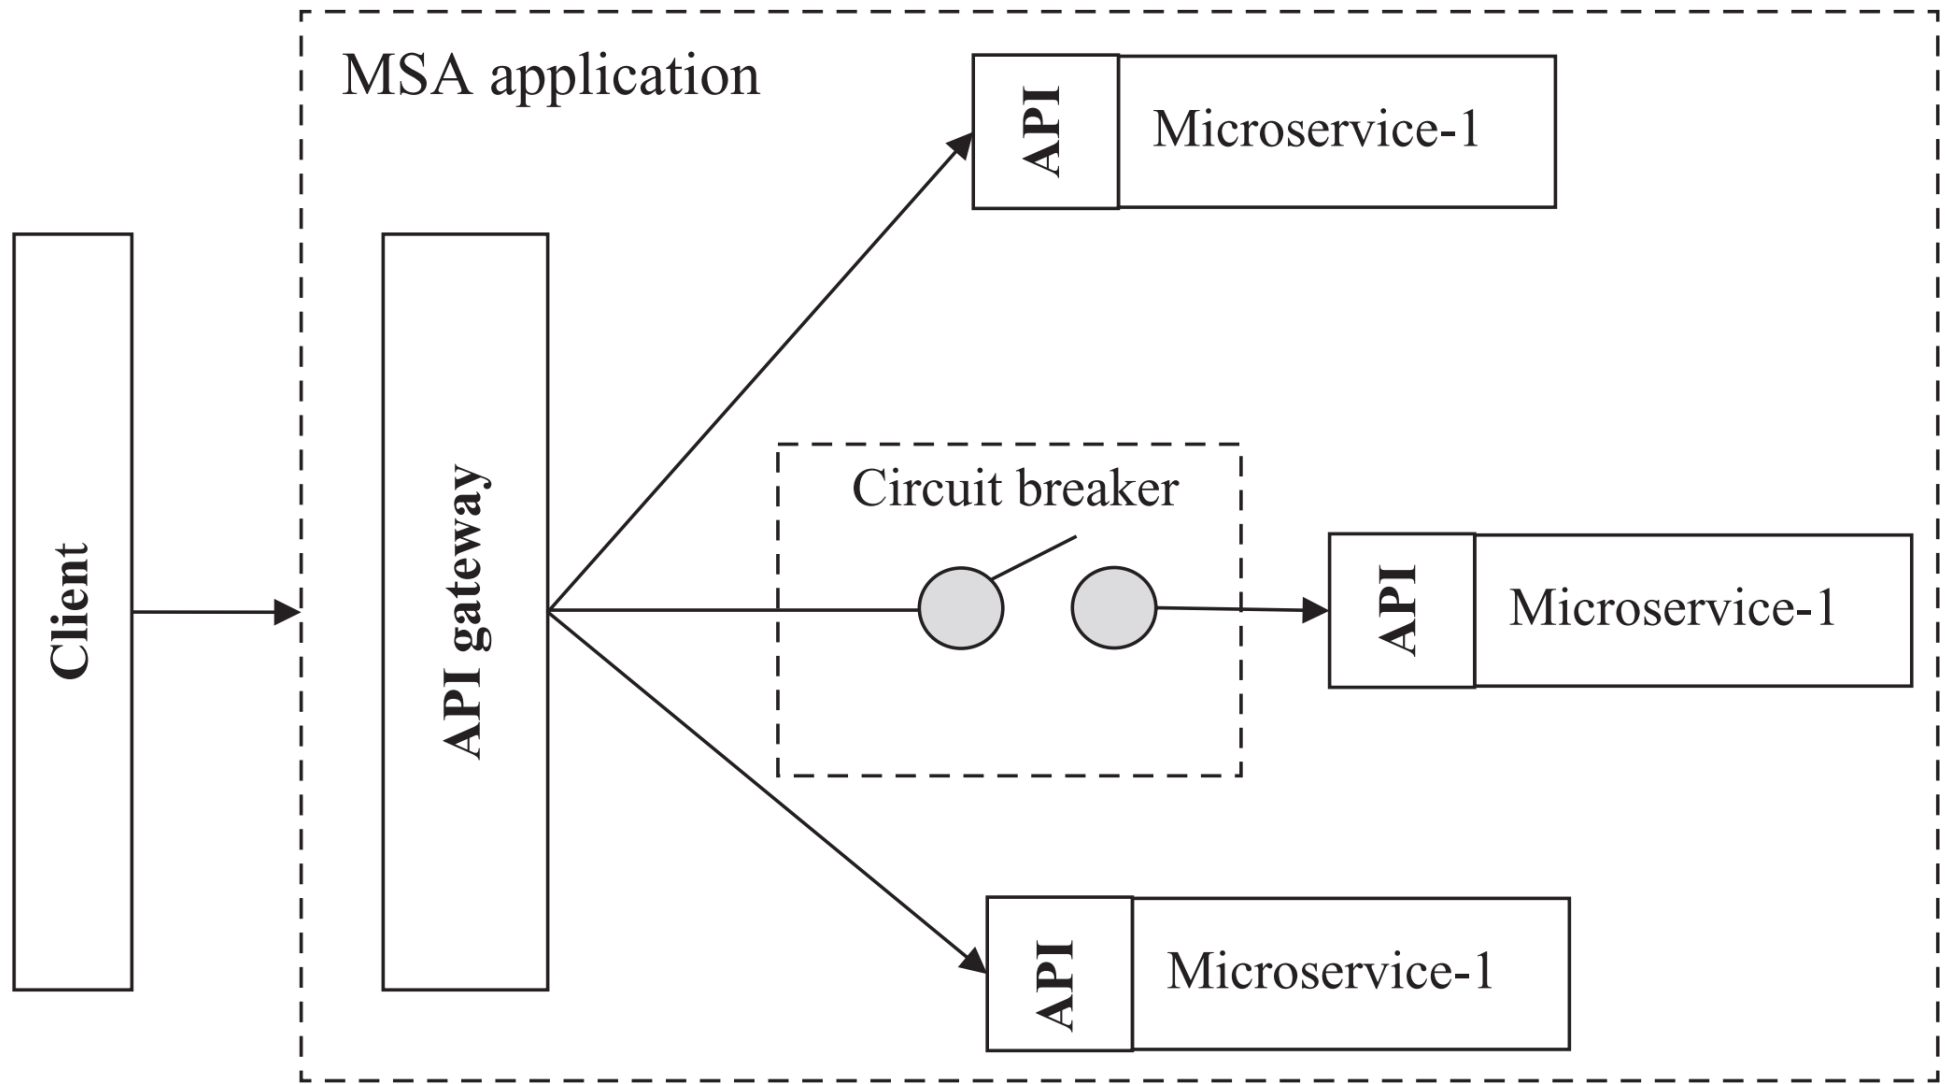 MSA application
API
Microservice-1
Client
API gateway
Circuit breaker
API
Microservice-1
API
Microservice-1